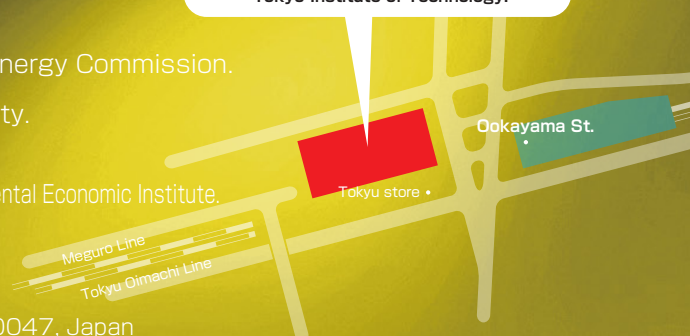 Tokyo Institute of Technology.
nergy Commission.
ty.
Ookayama St.
Tokyu store
ental Economic Institute.
Meguro Line
Tokyu Oimachi Line
0047, Japan